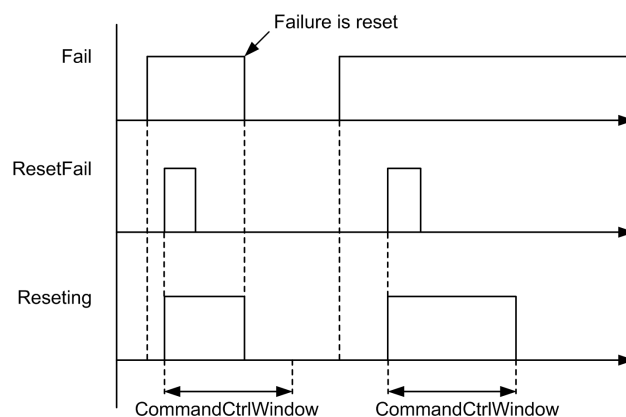 Failure is reset
Fail
ResetFail
Reseting
CommandCtrlWindow
CommandCtrlWindow